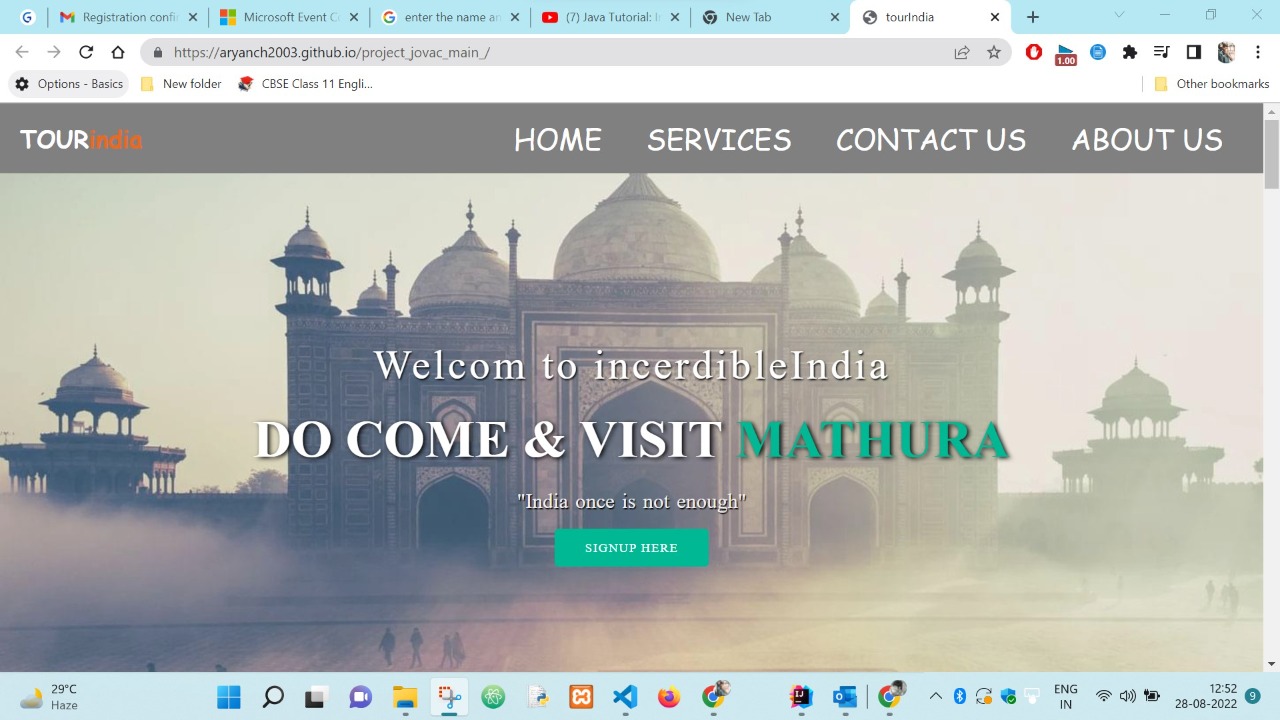 Registration confi
Microsoft Event C
enter the name an
(7) Java Tutorial: I
New Tab
tourIndia
https://aryanch2003.github.io/project_jovac_main_/
1.00
Options - Basics
New folder
CBSE Class 11 Engli...
Other bookmarks
TOURindia
HOME
SERVICES
CONTACT US
ABOUT US
Welcom to incerdibleIndia
DO COME & VISIT MATHURA
"India once is not enough"
SIGNUP HERE
29°C
Haze
ENG
IN
12:52
28-08-2022
9